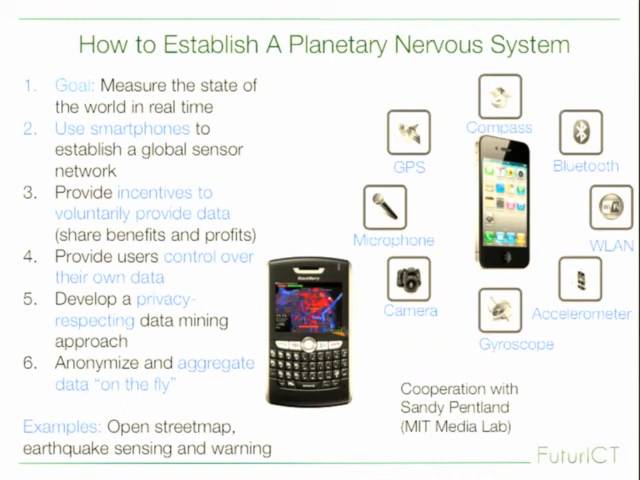 How to Establish A Planetary Nervous System
1. Goal: Measure the state of
the world in real time
2. Use smartphones to
establish a global sensor
network
3. Provide incentives to
voluntarily provide data
(share benefits and profits)
4. Provide users control over
their own data
5. Develop a privacy-
respecting data mining
approach
6. Anonymize and aggregate
data “on the fly”
Examples: Open streetmap,
earthquake sensing and warning
Compass
GPS
Bluetooth
Microphone
WLAN
Camera
Accelerometer
Gyroscope
BlackBerry
Cooperation with
Sandy Pentland
(MIT Media Lab)
FuturICT